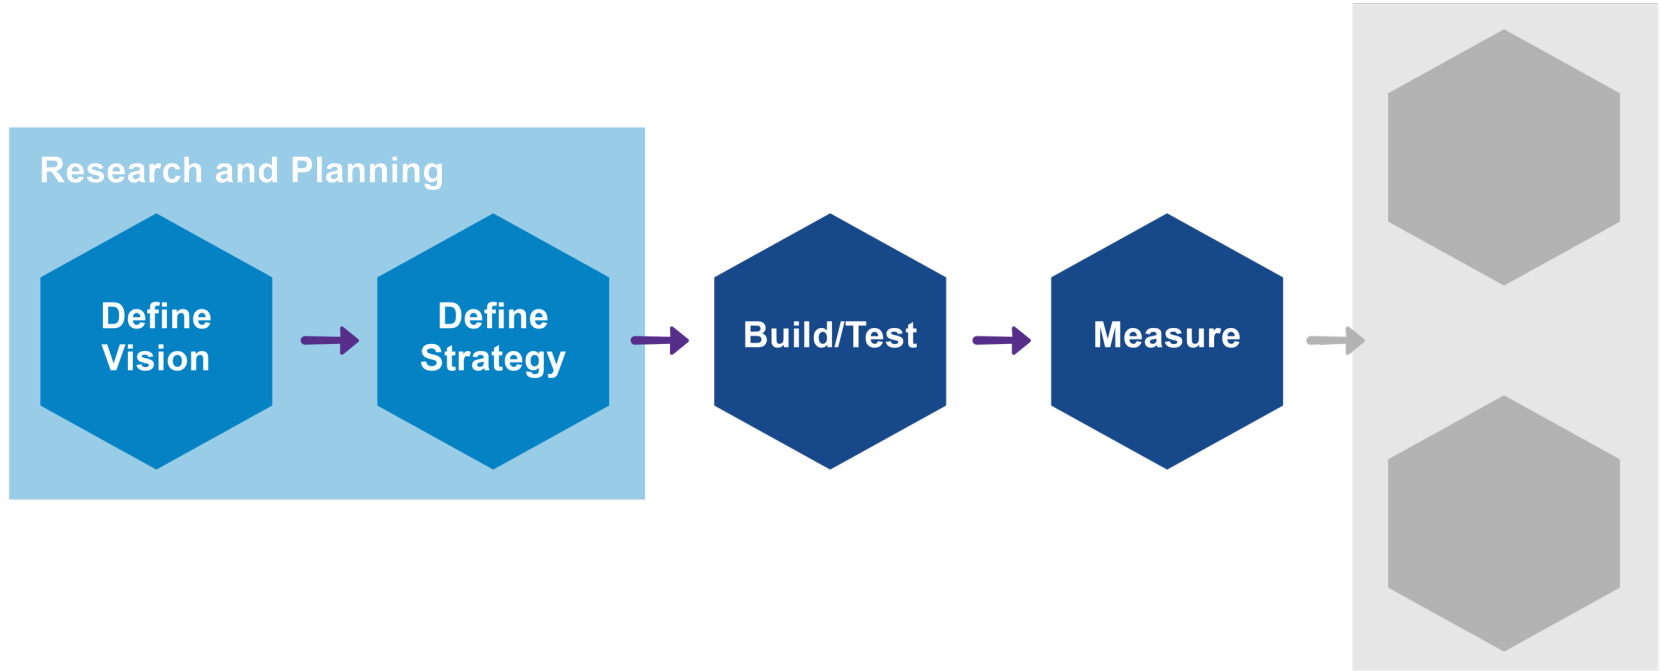 Research and Planning
Define
Vision
Define
Strategy
Build/Test
Measure